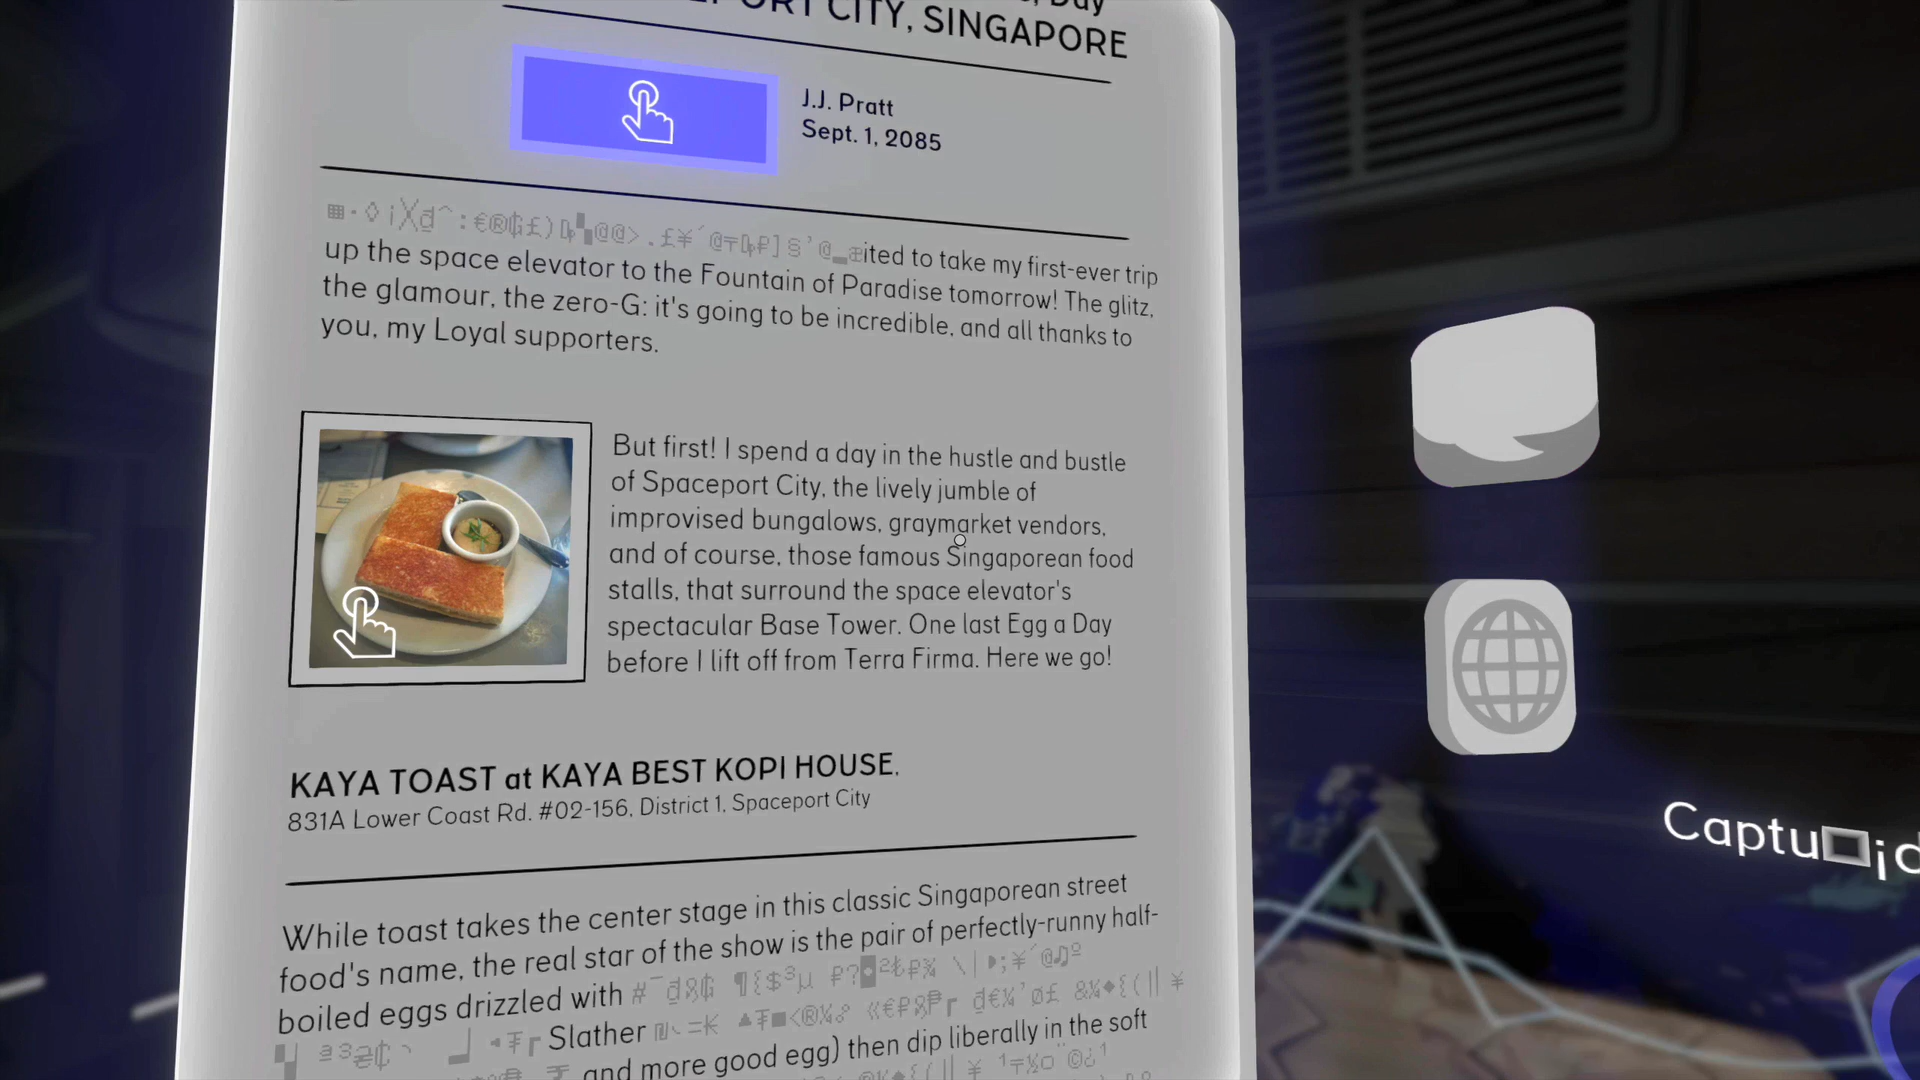 CITY, SINGAPORE
J.J. Pratt
Sept. 1, 2085
to take my first-ever trip
up the space elevator to the Fountain of Paradise tomorrow! The glitz,
the glamour, the zero-G: it's going to be incredible, and all thanks to
you, my Loyal supporters.
But first! I spend a day in the hustle and bustle
of Spaceport City, the lively jumble of
improvised bungalows, graymarket vendors,
and of course, those famous Singaporean food
stalls, that surround the space elevator's
spectacular Base Tower. One last Egg a Day
before I lift off from Terra Firma. Here we go!
KAYA TOAST at KAYA BEST KOPI HOUSE.
831A Lower Coast Rd. #02-156, District 1, Spaceport City
While toast takes the center stage in this classic Singaporean street
food's name, the real star of the show is the pair of perfectly-runny half-
boiled eggs drizzled with
Slather
and more good egg) then dip liberally in the soft